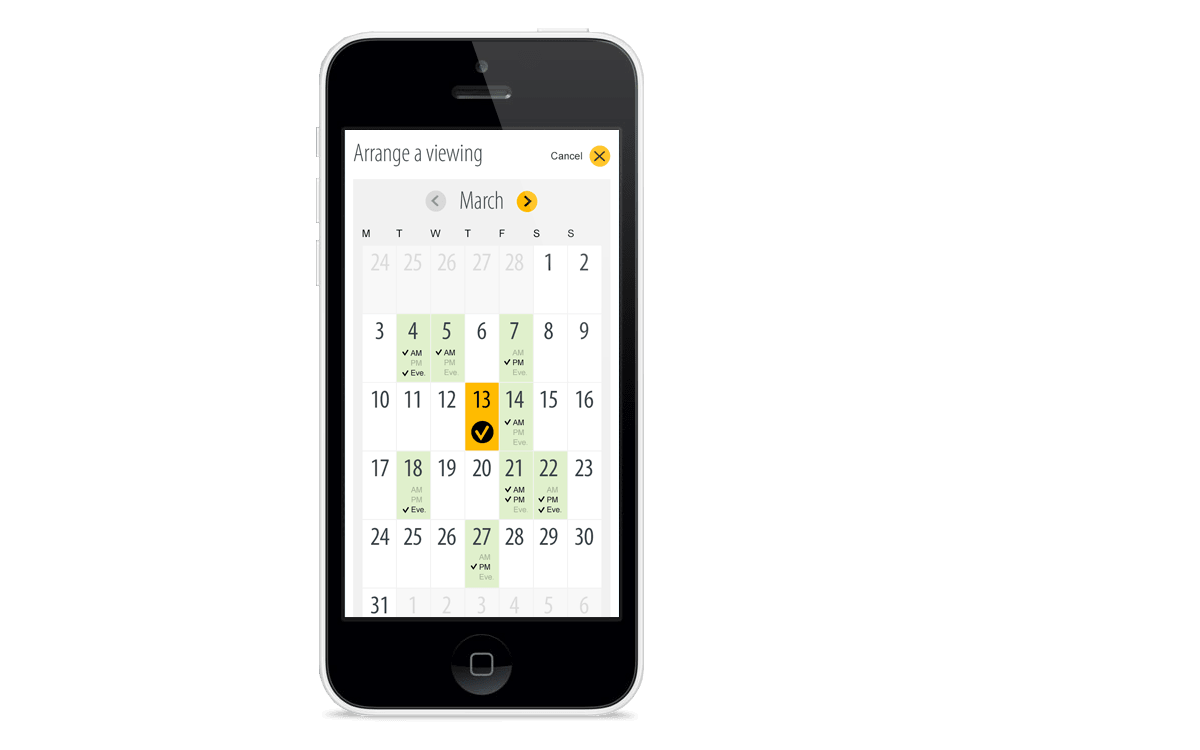 Arrange a viewing Cancel
March
M T W T F S S
24 25 26 27 28 1 2
3 4 5 6 7 8 9
AM AM AM
PM PM PM
Eve. Eve. Eve.
10 11 12 13 14 15 16
AM
PM
Eve.
17 18 19 20 21 22 23
AM AM AM
PM PM PM
Eve. Eve. Eve.
24 25 26 27 28 29 30
AM
PM
Eve.
31 1 2 3 4 5 6